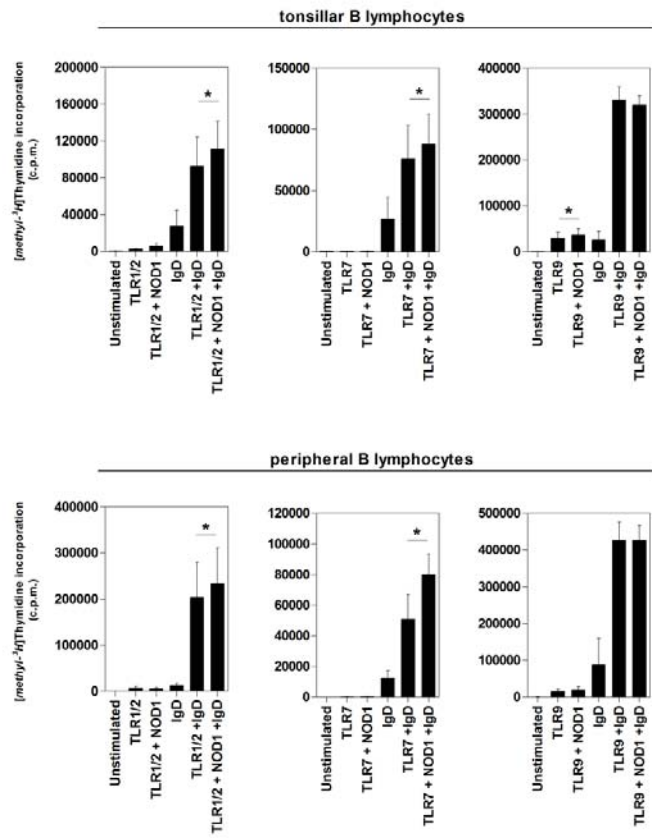 tonsillar B lymphocytes
[methyl-³H]Thymidine incorporation
(c.p.m.)
200000
160000
120000
80000
40000
0
*
Unstimulated
TLR1/2
TLR1/2 + NOD1
IgD
TLR1/2 +IgD
TLR1/2 + NOD1 +IgD
150000
100000
50000
0
*
Unstimulated
TLR7
TLR7 + NOD1
IgD
TLR7 +IgD
TLR7 + NOD1 +IgD
400000
300000
200000
100000
0
*
Unstimulated
TLR9
TLR9 + NOD1
IgD
TLR9 +IgD
TLR9 + NOD1 +IgD
peripheral B lymphocytes
[methyl-³H]Thymidine incorporation
(c.p.m.)
400000
300000
200000
100000
0
*
Unstimulated
TLR1/2
TLR1/2 + NOD1
IgD
TLR1/2 +IgD
TLR1/2 + NOD1 +IgD
120000
100000
80000
60000
40000
20000
0
*
Unstimulated
TLR7
TLR7 + NOD1
IgD
TLR7 +IgD
TLR7 + NOD1 +IgD
500000
400000
300000
200000
100000
0
Unstimulated
TLR9
TLR9 + NOD1
IgD
TLR9 +IgD
TLR9 + NOD1 +IgD